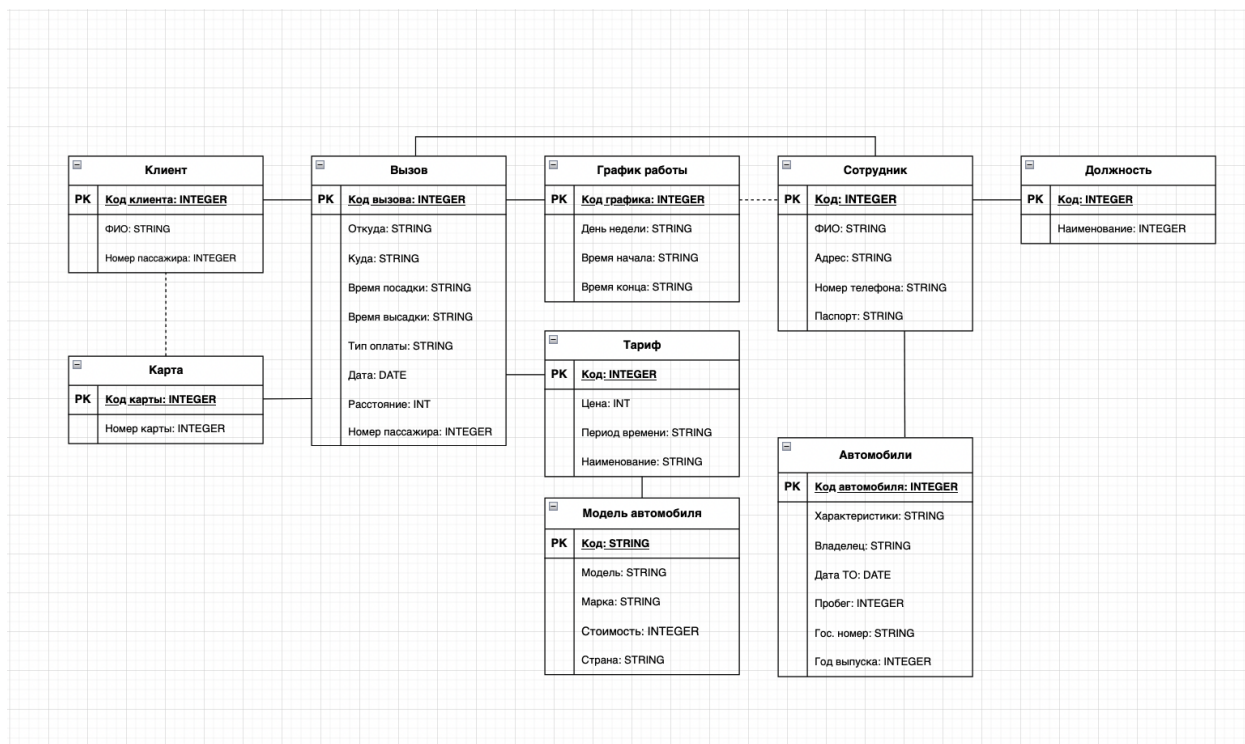 Клиент
PK Код клиента: INTEGER
ФИО: STRING
Номер пассажира: INTEGER
Карта
PK Код карты: INTEGER
Номер карты: INTEGER
Вызов
PK Код вызова: INTEGER
Откуда: STRING
Куда: STRING
Время посадки: STRING
Время высадки: STRING
Тип оплаты: STRING
Дата: DATE
Расстояние: INT
Номер пассажира: INTEGER
График работы
PK Код графика: INTEGER
День недели: STRING
Время начала: STRING
Время конца: STRING
Тариф
PK Код: INTEGER
Цена: INT
Период времени: STRING
Наименование: STRING
Модель автомобиля
PK Код: STRING
Модель: STRING
Марка: STRING
Стоимость: INTEGER
Страна: STRING
Сотрудник
PK Код: INTEGER
ФИО: STRING
Адрес: STRING
Номер телефона: STRING
Паспорт: STRING
Автомобили
PK Код автомобиля: INTEGER
Характеристики: STRING
Владелец: STRING
Дата ТО: DATE
Пробег: INTEGER
Гос. номер: STRING
Год выпуска: INTEGER
Должность
PK Код: INTEGER
Наименование: INTEGER